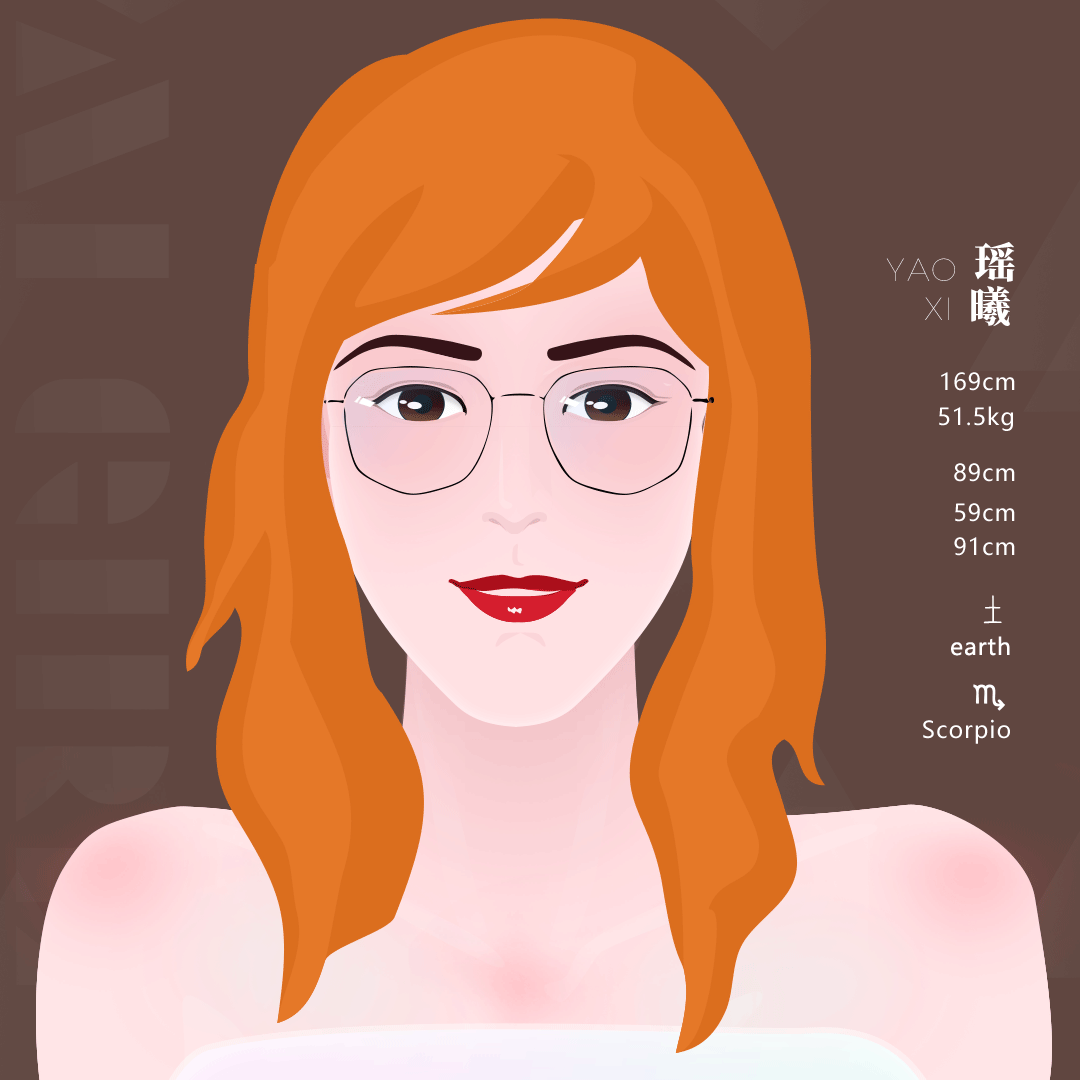 YAO 瑶
XI 曦
169cm
51.5kg
89cm
59cm
91cm
土
earth
♏
Scorpio